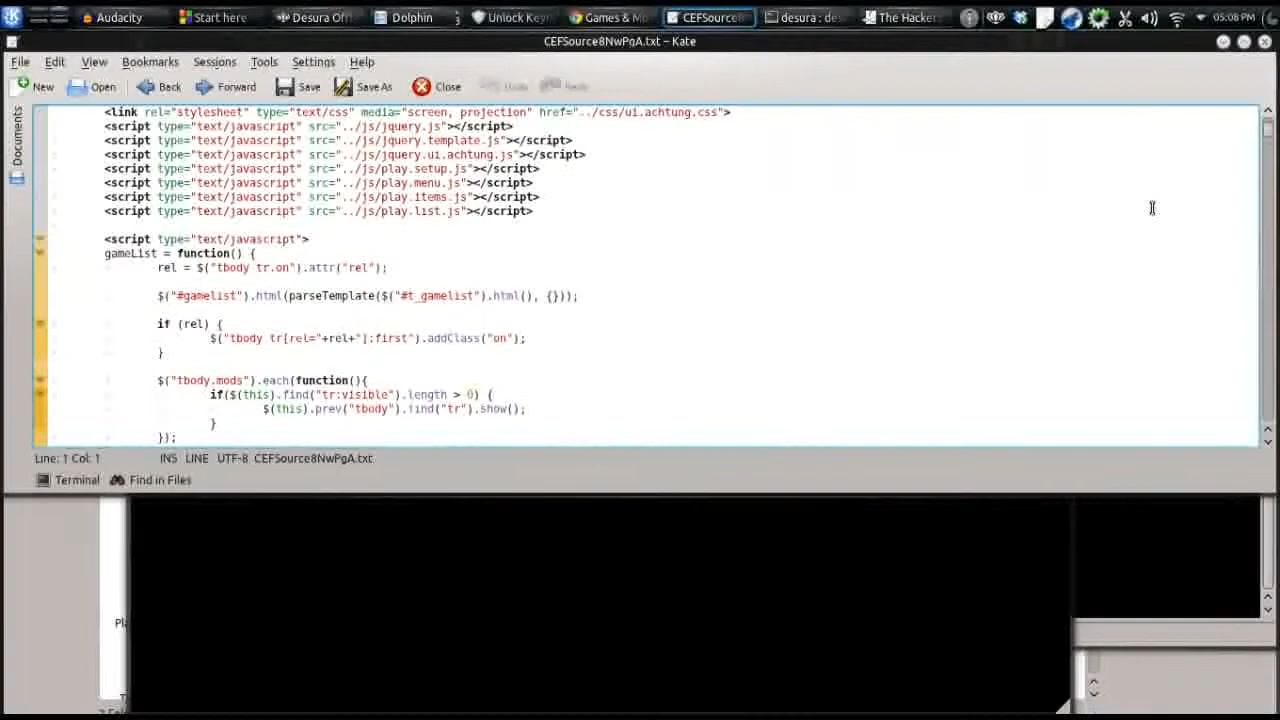 Audacity Start here Desura Off Dolphin 3 Unlock Key Games & Mo CEFSource8 desura : de The Hacker 05:08 PM
CEFSource8NwPgA.txt – Kate
File Edit View Bookmarks Sessions Tools Settings Help
New Open Back Forward Save Save As Close Undo Redo
Documents
<link rel="stylesheet" type="text/css" media="screen, projection" href="../css/ui.achtung.css">
<script type="text/javascript" src="../js/jquery.js"></script>
<script type="text/javascript" src="../js/jquery.template.js"></script>
<script type="text/javascript" src="../js/jquery.ui.achtung.js"></script>
<script type="text/javascript" src="../js/play.setup.js"></script>
<script type="text/javascript" src="../js/play.menu.js"></script>
<script type="text/javascript" src="../js/play.items.js"></script>
<script type="text/javascript" src="../js/play.list.js"></script>
<script type="text/javascript">
gameList = function() {
rel = $("tbody tr.on").attr("rel");
$("#gamelist").html(parseTemplate($("#t_gamelist").html(), {}));
if (rel) {
$("tbody tr[rel="+rel+"]:first").addClass("on");
}
$("tbody.mods").each(function(){
if($(this).find("tr:visible").length > 0) {
$(this).prev("tbody").find("tr").show();
}
});
Line: 1 Col: 1 INS LINE UTF-8 CEFSource8NwPgA.txt
Terminal Find in Files